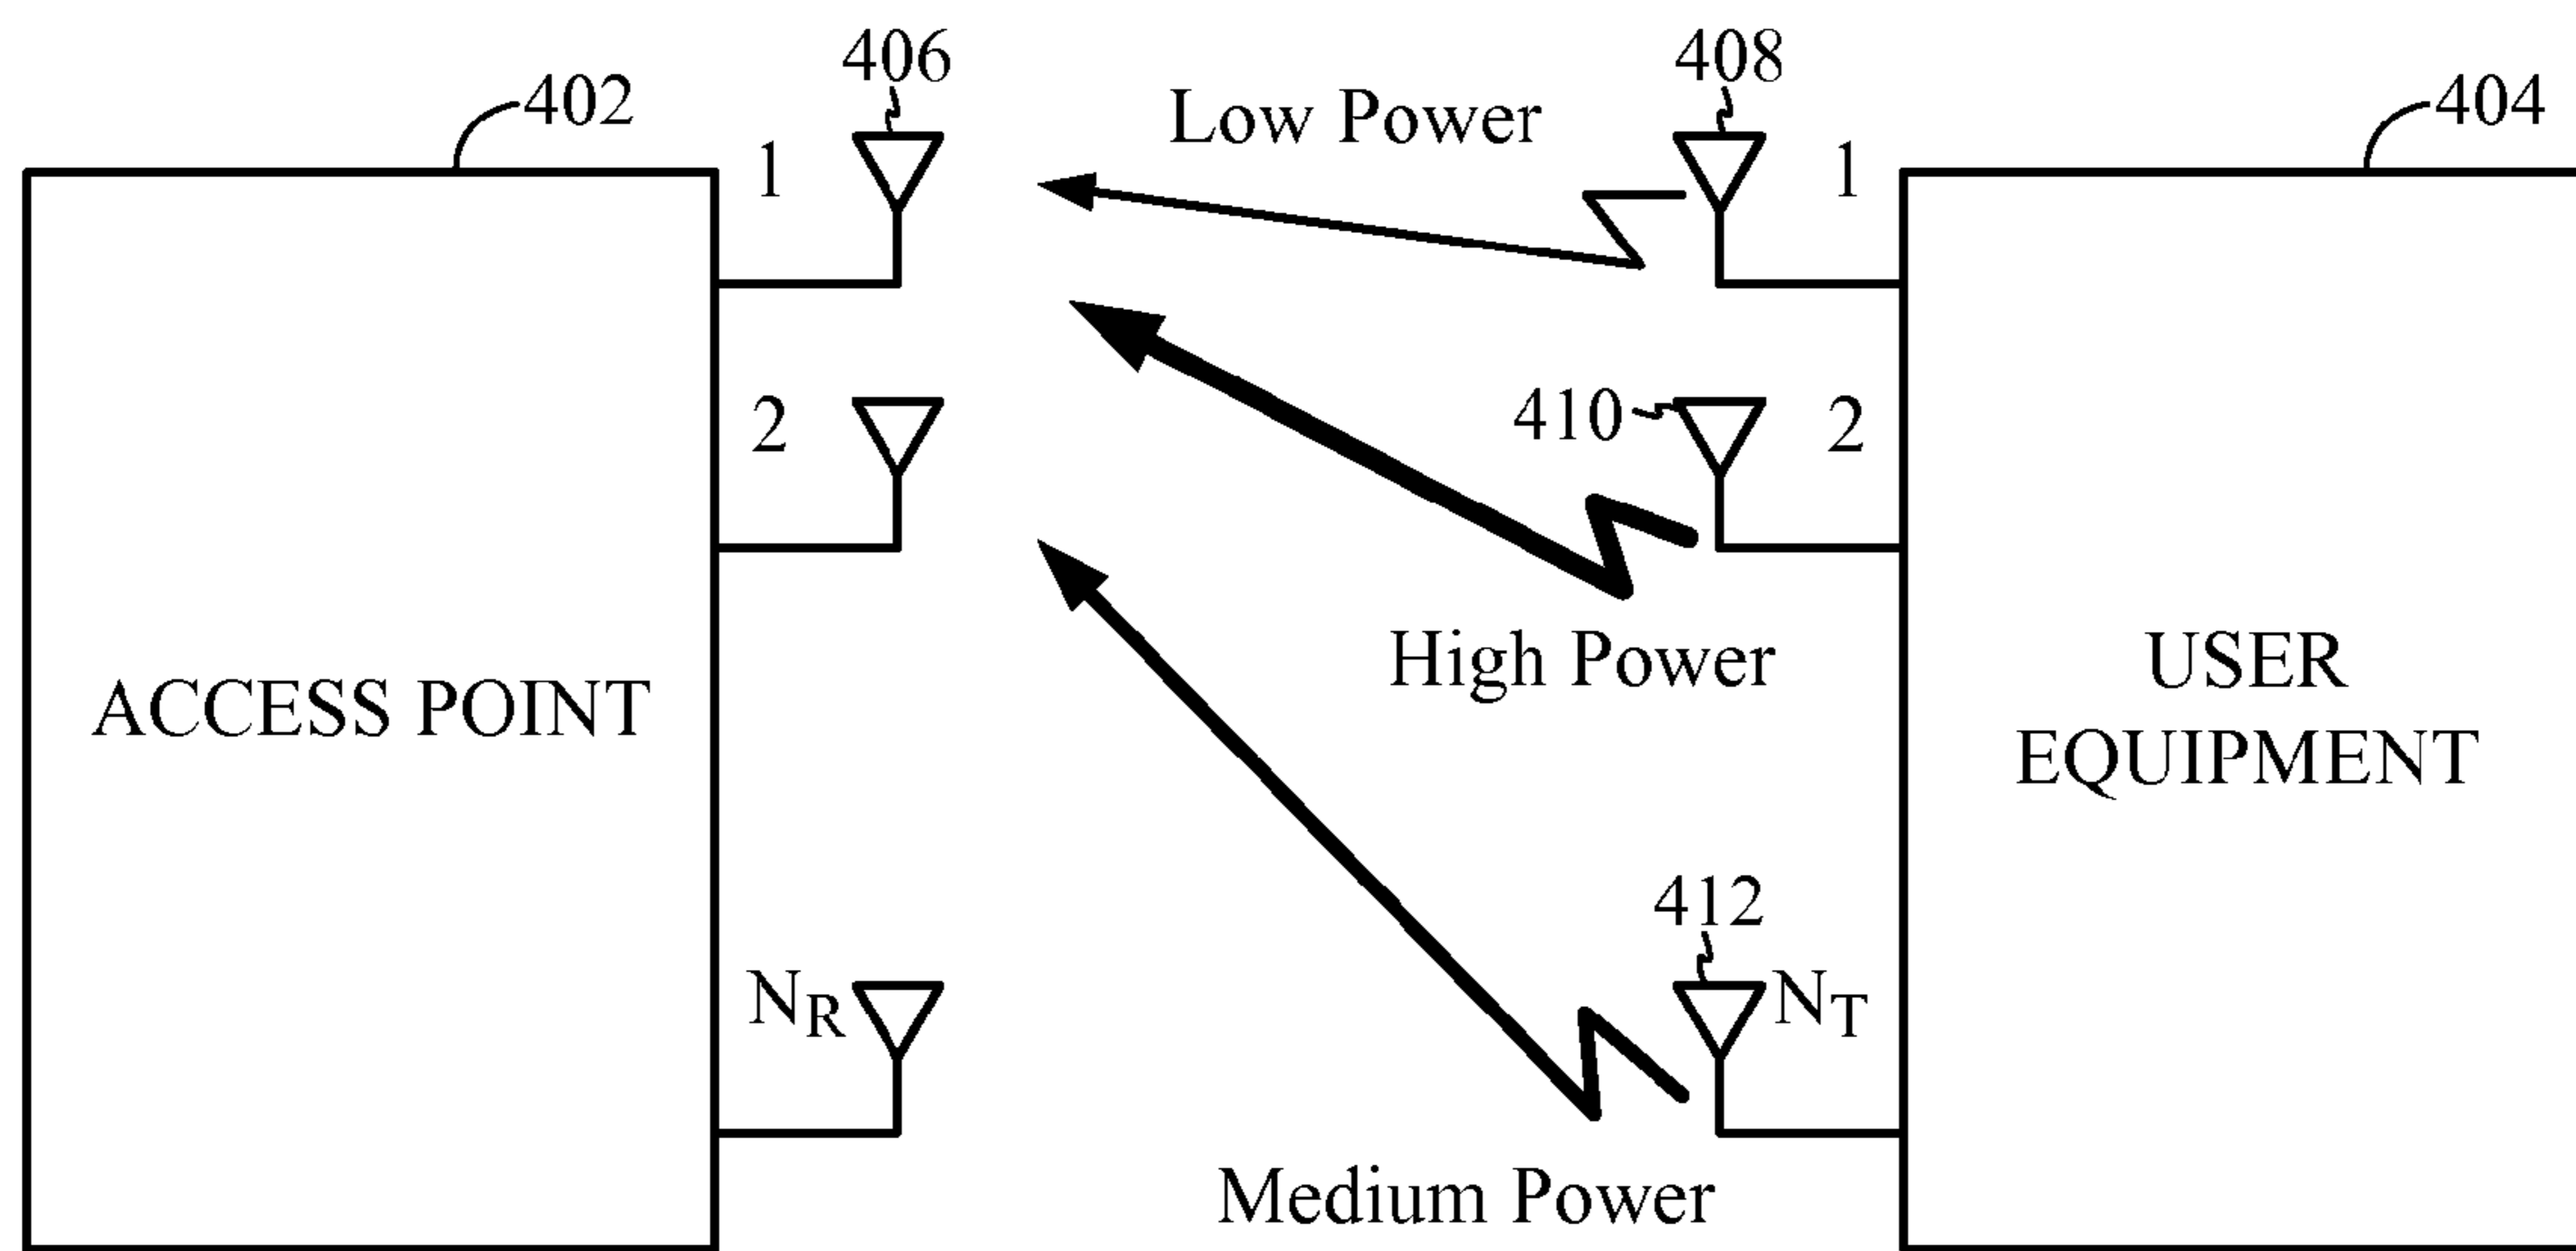 406
408
402
Low Power
404
1
1
410
2
2
High Power
ACCESS POINT
USER
EQUIPMENT
412
NR
NT
Medium Power